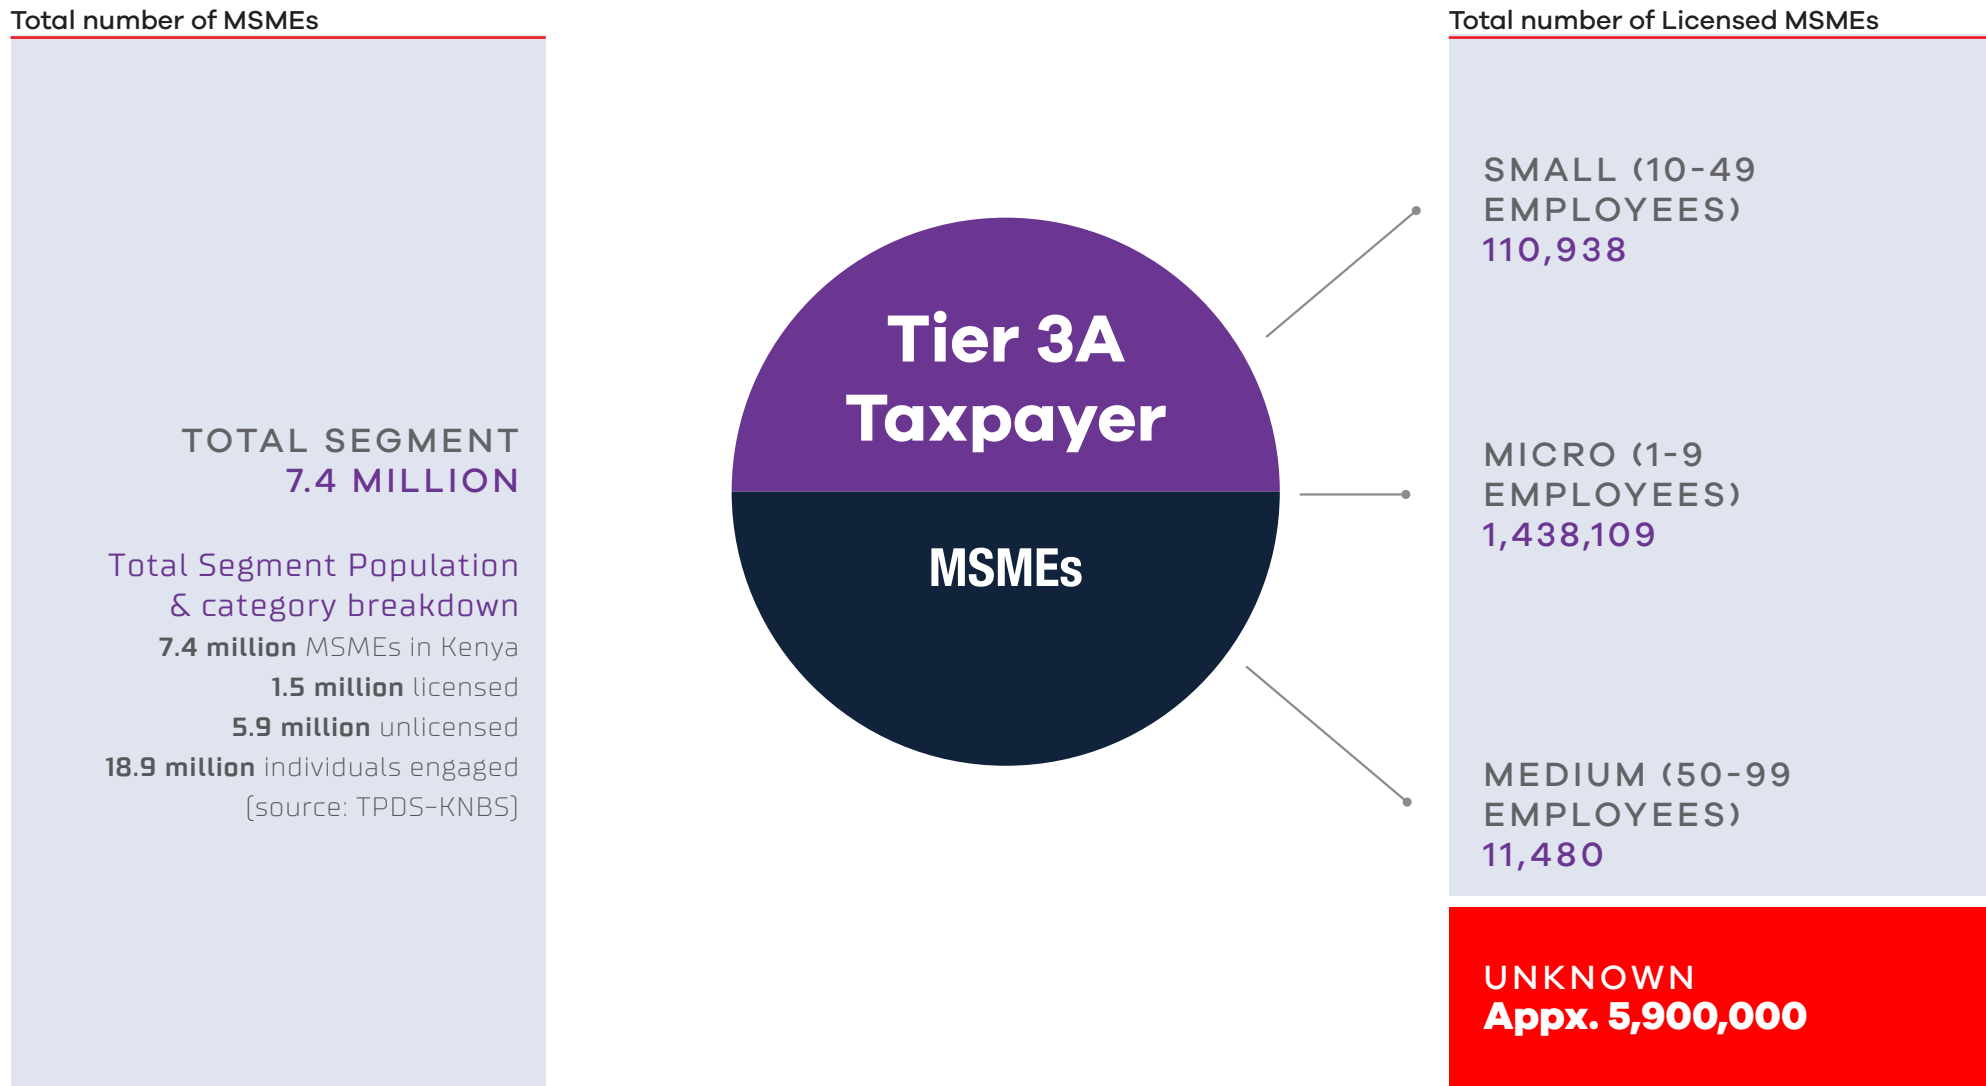 Total number of MSMEs
TOTAL SEGMENT
7.4 MILLION
Total Segment Population
& category breakdown
7.4 million MSMEs in Kenya
1.5 million licensed
5.9 million unlicensed
18.9 million individuals engaged
(source: TPDS-KNBS)
Tier 3A
Taxpayer
MSMEs
Total number of Licensed MSMEs
SMALL (10-49
EMPLOYEES)
110,938
MICRO (1-9
EMPLOYEES)
1,438,109
MEDIUM (50-99
EMPLOYEES)
11,480
UNKNOWN
Appx. 5,900,000